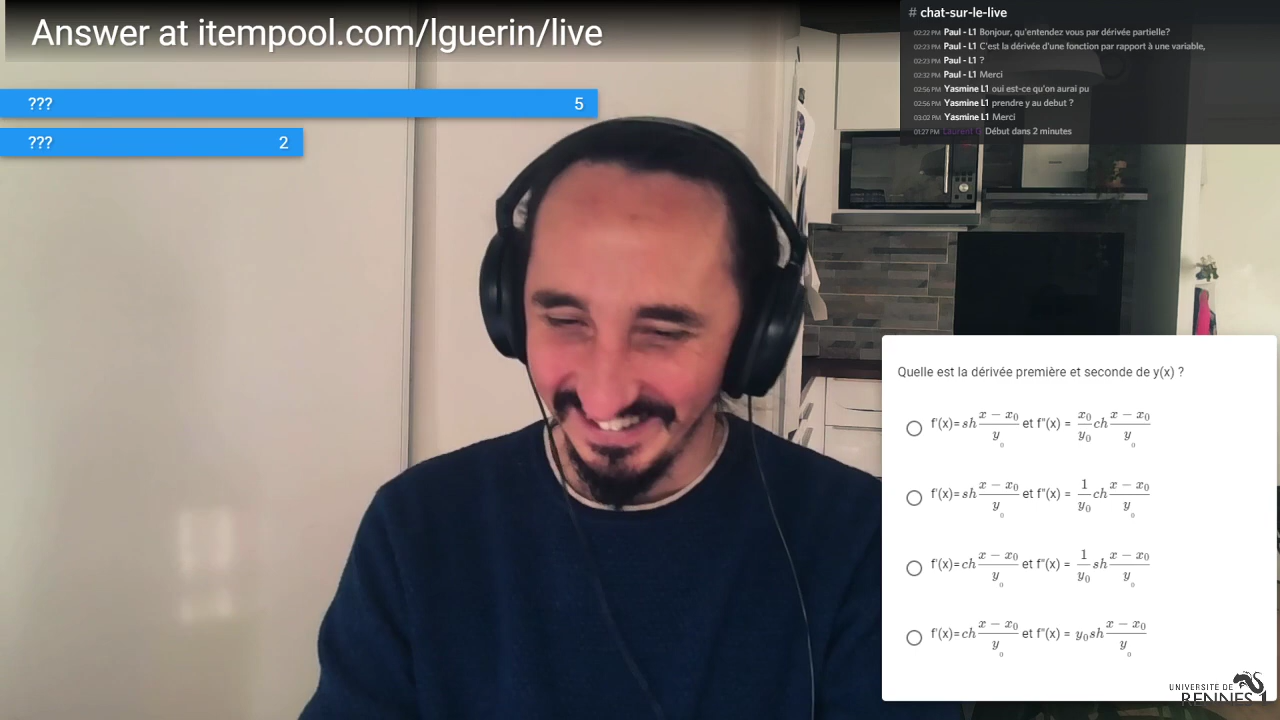 Answer at itempool.com/lguerin/live
??? 5
??? 2
# chat-sur-le-live
02:22 PM Paul - L1 Bonjour, qu'entendez vous par dérivée partielle?
02:23 PM Paul - L1 C'est la dérivée d'une fonction par rapport à une variable,
02:23 PM Paul - L1 ?
02:32 PM Paul - L1 Merci
02:56 PM Yasmine L1 oui est-ce qu'on aurai pu
02:56 PM Yasmine L1 prendre y au debut ?
03:02 PM Yasmine L1 Merci
01:27 PM Laurent G Début dans 2 minutes
Quelle est la dérivée première et seconde de y(x) ?
f'(x)= sh (x − x₀)/y₀ et f"(x) = x₀/y₀ ch (x − x₀)/y₀
f'(x)= sh (x − x₀)/y₀ et f"(x) = 1/y₀ ch (x − x₀)/y₀
f'(x)= ch (x − x₀)/y₀ et f"(x) = 1/y₀ sh (x − x₀)/y₀
f'(x)= ch (x − x₀)/y₀ et f"(x) = y₀ sh (x − x₀)/y₀
UNIVERSITE DE
RENNES 1